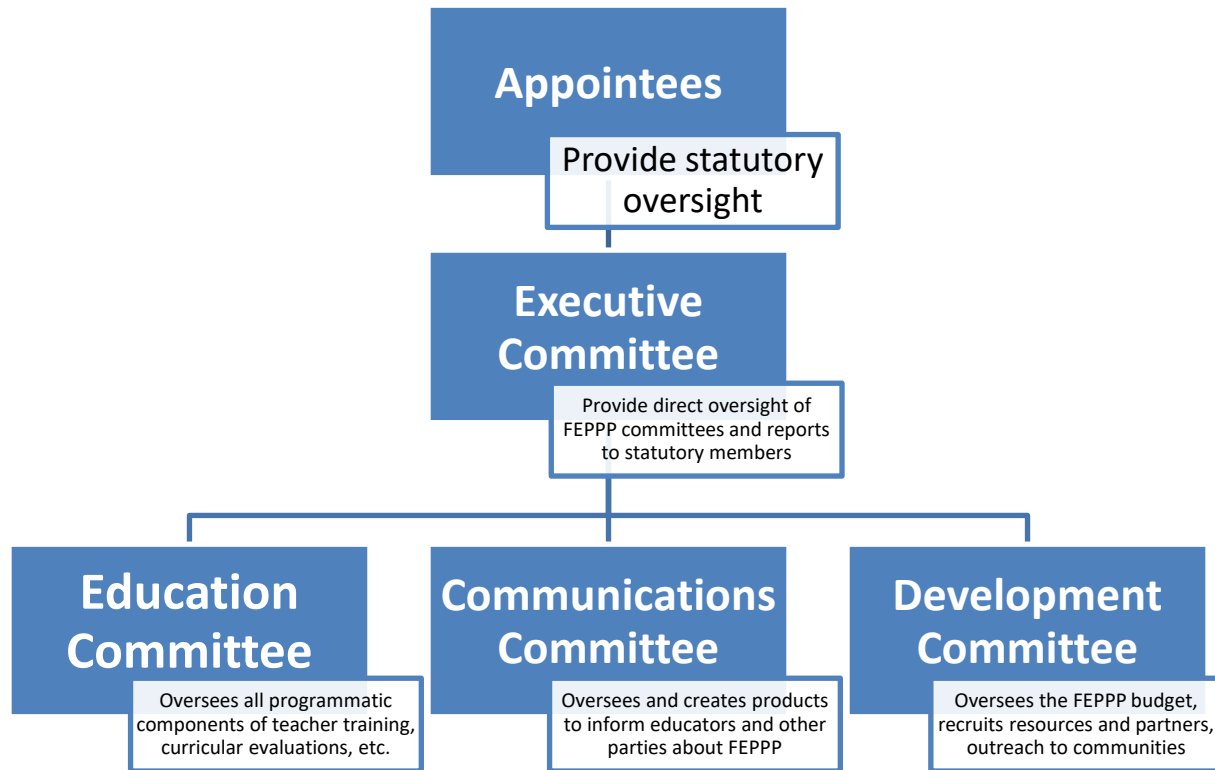 Appointees
Provide statutory
oversight
Executive
Committee
Provide direct oversight of
FEPPP committees and reports
to statutory members
Education
Committee
Oversees all programmatic
components of teacher training,
curricular evaluations, etc.
Communications
Committee
Oversees and creates products
to inform educators and other
parties about FEPPP
Development
Committee
Oversees the FEPPP budget,
recruits resources and partners,
outreach to communities